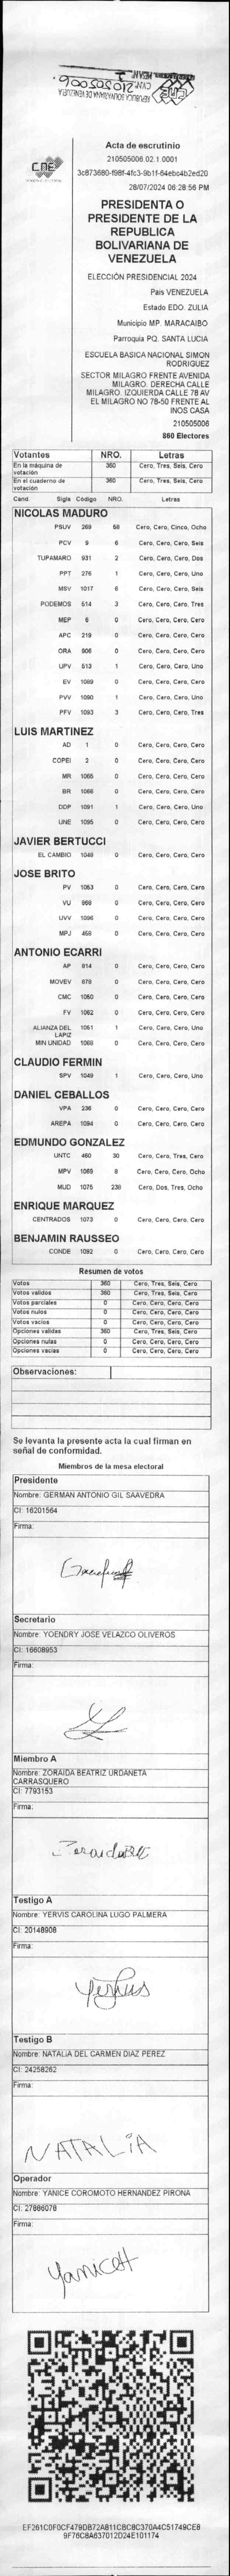 REPÚBLICA BOLIVARIANA DE VENEZUELA
CNE
Acta de escrutinio
210505006.02.1.0001
3c873680-f98f-4fc3-9b1f-64ebc4b2ed20
28/07/2024 06:28:56 PM
PRESIDENTA O
PRESIDENTE DE LA
REPUBLICA
BOLIVARIANA DE
VENEZUELA
ELECCIÓN PRESIDENCIAL 2024
País VENEZUELA
Estado EDO. ZULIA
Municipio MP. MARACAIBO
Parroquia PQ. SANTA LUCIA
ESCUELA BASICA NACIONAL SIMON
RODRIGUEZ
SECTOR MILAGRO FRENTE AVENIDA
MILAGRO. DERECHA CALLE
MILAGRO. IZQUIERDA CALLE 78 AV
EL MILAGRO NO 78-50 FRENTE AL
INOS CASA
210505006
860 Electores
Votantes NRO. Letras
En la máquina de votación 360 Cero, Tres, Seis, Cero
En el cuaderno de votación 360 Cero, Tres, Seis, Cero
Cand. Sigla Código NRO. Letras
NICOLAS MADURO
PSUV 269 58 Cero, Cero, Cinco, Ocho
PCV 9 6 Cero, Cero, Cero, Seis
TUPAMARO 931 2 Cero, Cero, Cero, Dos
PPT 276 1 Cero, Cero, Cero, Uno
MSV 1017 6 Cero, Cero, Cero, Seis
PODEMOS 514 3 Cero, Cero, Cero, Tres
MEP 6 0 Cero, Cero, Cero, Cero
APC 219 0 Cero, Cero, Cero, Cero
ORA 806 0 Cero, Cero, Cero, Cero
UPV 513 1 Cero, Cero, Cero, Uno
EV 1089 0 Cero, Cero, Cero, Cero
PVV 1090 1 Cero, Cero, Cero, Uno
PFV 1093 3 Cero, Cero, Cero, Tres
LUIS MARTINEZ
AD 1 0 Cero, Cero, Cero, Cero
COPEI 2 0 Cero, Cero, Cero, Cero
MR 1065 0 Cero, Cero, Cero, Cero
BR 1066 0 Cero, Cero, Cero, Cero
DDP 1091 1 Cero, Cero, Cero, Uno
UNE 1095 0 Cero, Cero, Cero, Cero
JAVIER BERTUCCI
EL CAMBIO 1048 0 Cero, Cero, Cero, Cero
JOSE BRITO
PV 1053 0 Cero, Cero, Cero, Cero
VU 969 0 Cero, Cero, Cero, Cero
UVV 1096 0 Cero, Cero, Cero, Cero
MPJ 458 0 Cero, Cero, Cero, Cero
ANTONIO ECARRI
AP 814 0 Cero, Cero, Cero, Cero
MOVEV 878 0 Cero, Cero, Cero, Cero
CMC 1050 0 Cero, Cero, Cero, Cero
FV 1062 0 Cero, Cero, Cero, Cero
ALIANZA DEL LAPIZ 1051 1 Cero, Cero, Cero, Uno
MIN UNIDAD 1068 0 Cero, Cero, Cero, Cero
CLAUDIO FERMIN
SPV 1049 1 Cero, Cero, Cero, Uno
DANIEL CEBALLOS
VPA 236 0 Cero, Cero, Cero, Cero
AREPA 1094 0 Cero, Cero, Cero, Cero
EDMUNDO GONZALEZ
UNTC 460 30 Cero, Cero, Tres, Cero
MPV 1069 8 Cero, Cero, Cero, Ocho
MUD 1075 238 Cero, Dos, Tres, Ocho
ENRIQUE MARQUEZ
CENTRADOS 1073 0 Cero, Cero, Cero, Cero
BENJAMIN RAUSSEO
CONDE 1092 0 Cero, Cero, Cero, Cero
Resumen de votos
Votos 360 Cero, Tres, Seis, Cero
Votos validos 360 Cero, Tres, Seis, Cero
Votos parciales 0 Cero, Cero, Cero, Cero
Votos nulos 0 Cero, Cero, Cero, Cero
Votos vacios 0 Cero, Cero, Cero, Cero
Opciones validas 360 Cero, Tres, Seis, Cero
Opciones nulas 0 Cero, Cero, Cero, Cero
Opciones vacias 0 Cero, Cero, Cero, Cero
Observaciones:
Se levanta la presente acta la cual firman en
señal de conformidad.
Miembros de la mesa electoral
Presidente
Nombre: GERMAN ANTONIO GIL SAAVEDRA
CI: 16201564
Firma:
Secretario
Nombre: YOENDRY JOSE VELAZCO OLIVEROS
CI: 16608953
Firma:
Miembro A
Nombre: ZORAIDA BEATRIZ URDANETA
CARRASQUERO
CI: 7793153
Firma:
Testigo A
Nombre: YERVIS CAROLINA LUGO PALMERA
CI: 20148908
Firma:
Testigo B
Nombre: NATALIA DEL CARMEN DIAZ PEREZ
CI: 24258262
Firma:
NATALIA
Operador
Nombre: YANICE COROMOTO HERNANDEZ PIRONA
CI: 27886078
Firma:
EF261C0F0CF479DB72A811C8C8C370A4C51749CE8
9F76C8A637012D24E101174